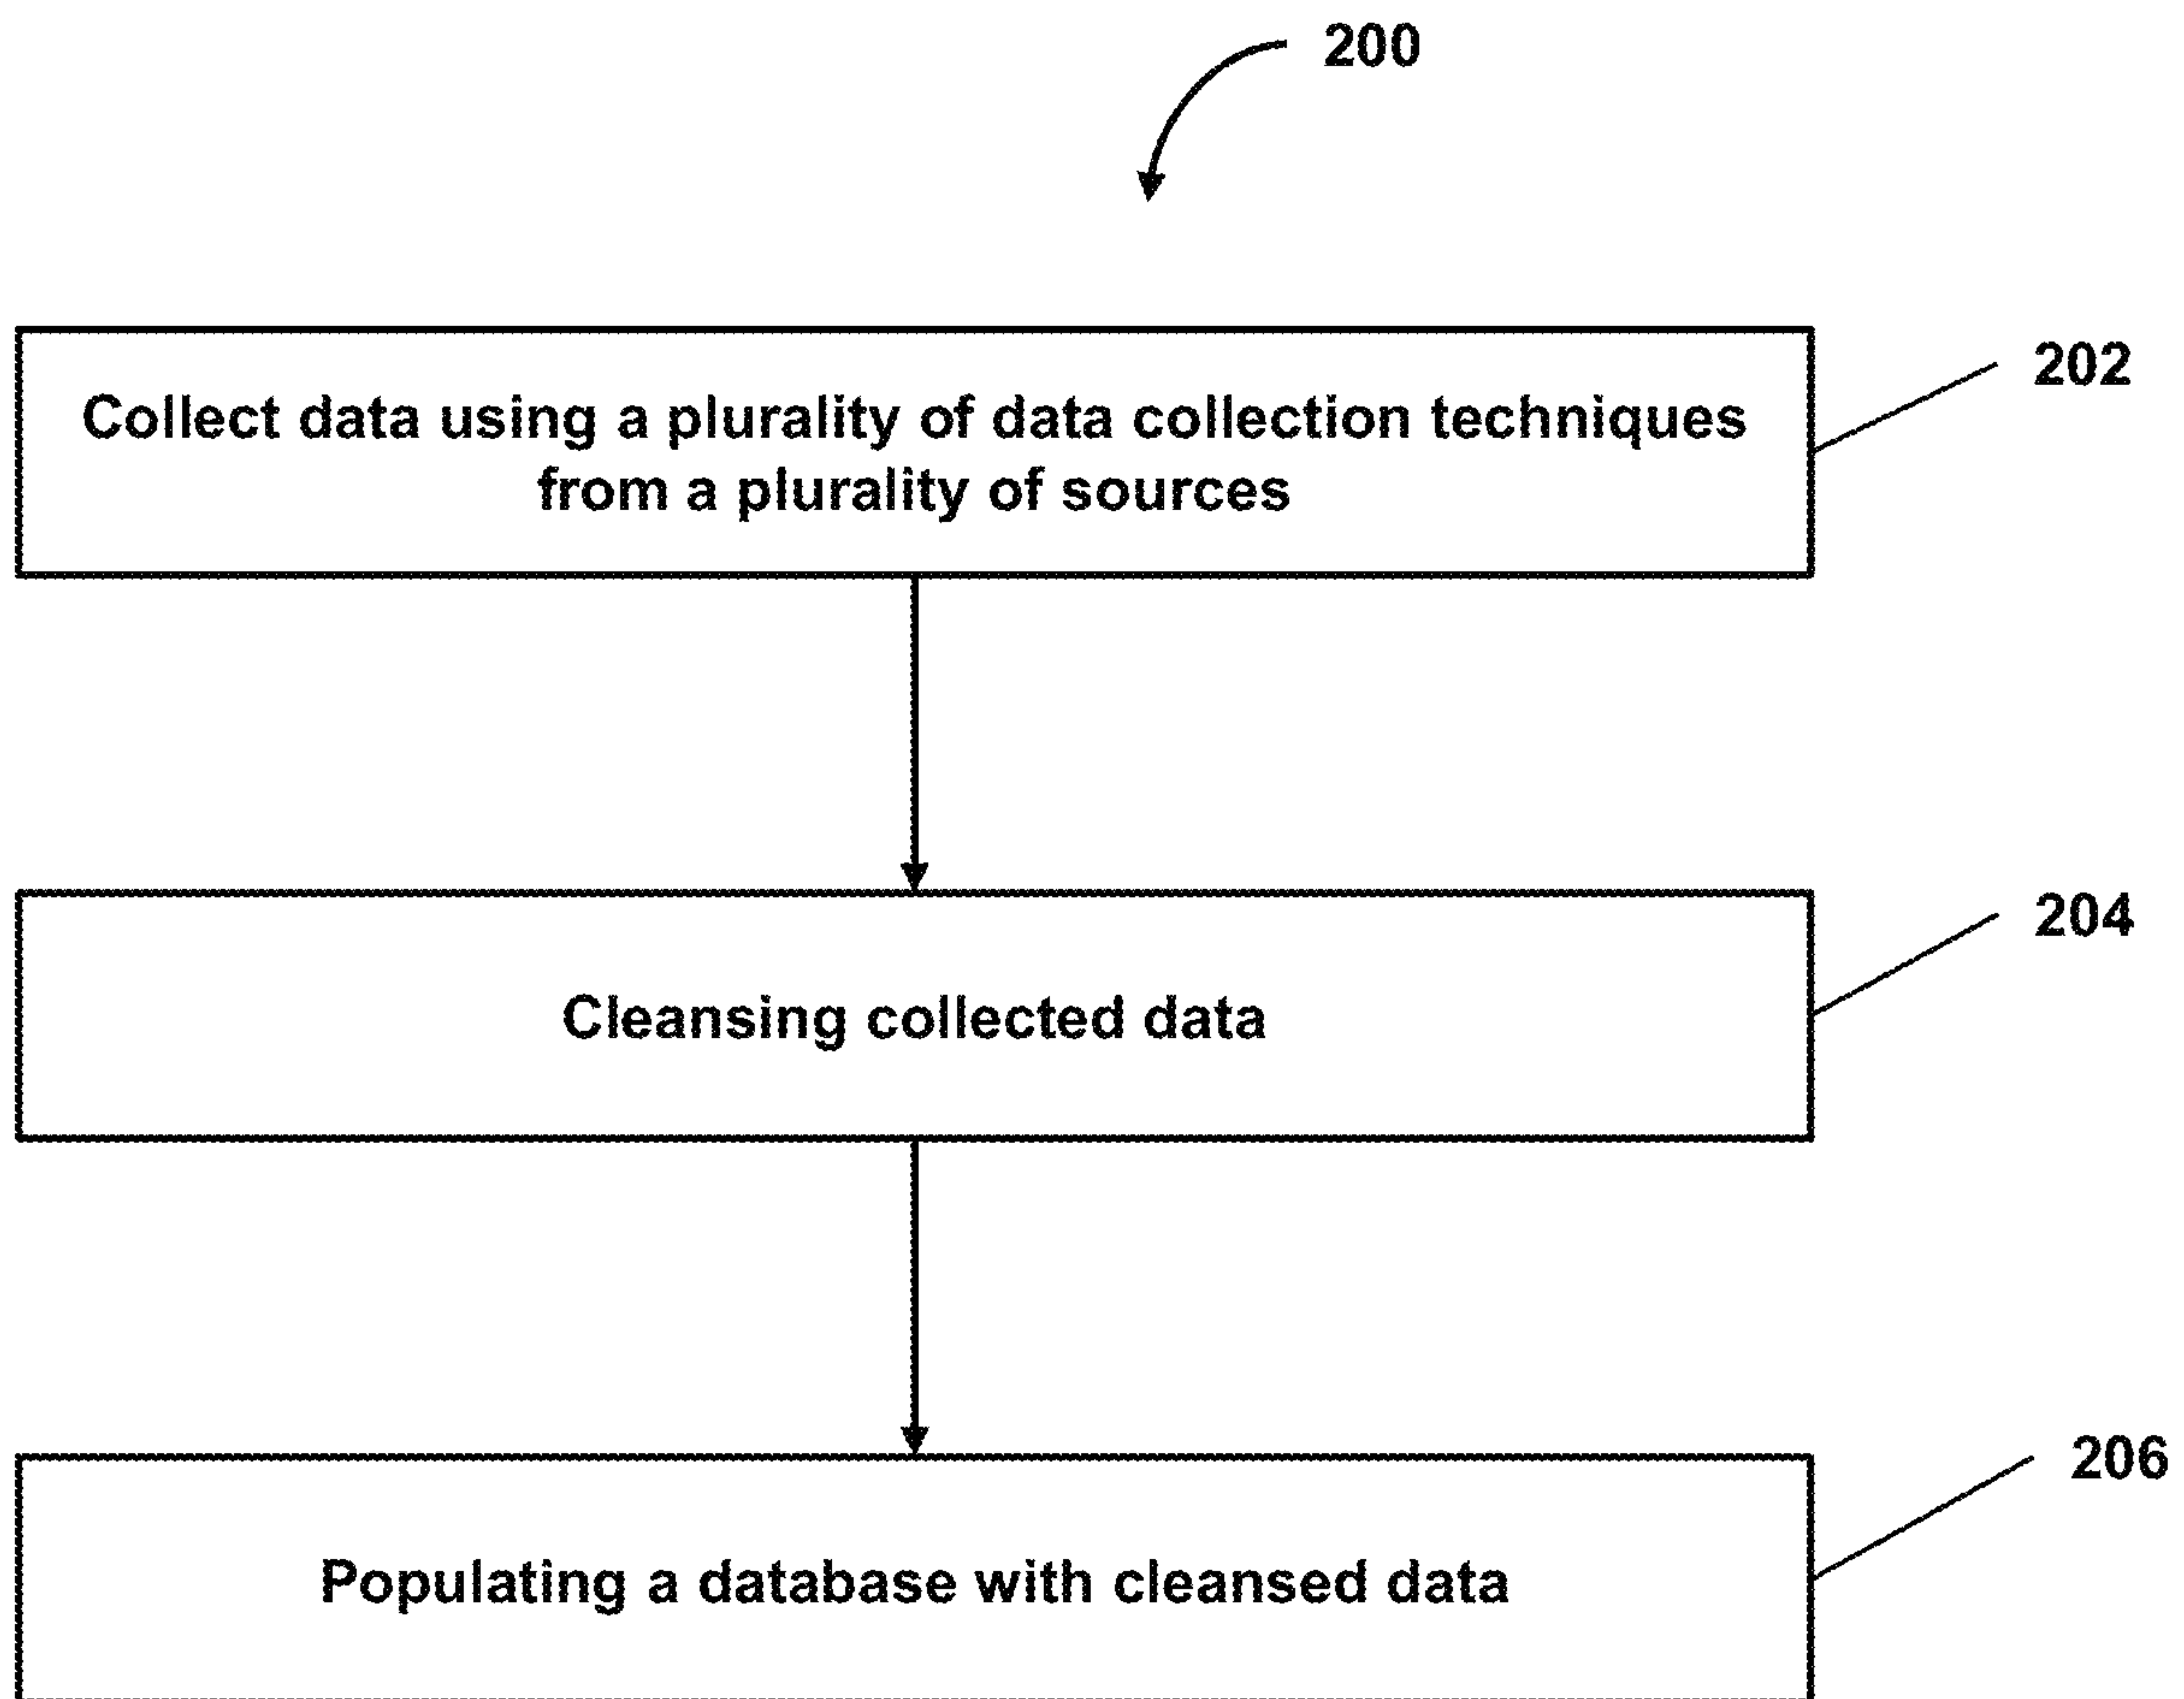 200
Collect data using a plurality of data collection techniques
from a plurality of sources
202
Cleansing collected data
204
Populating a database with cleansed data
206